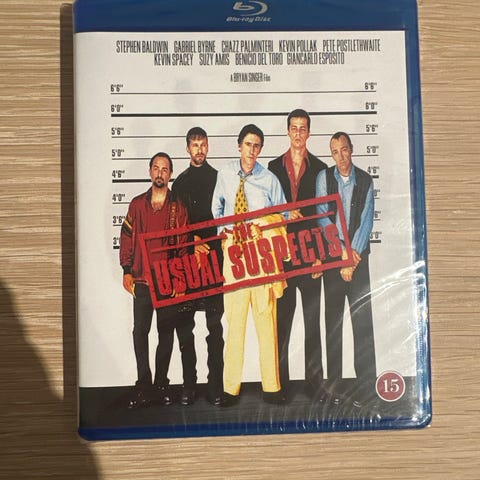 Blu-ray Disc
STEPHEN BALDWIN GABRIEL BYRNE CHAZZ PALMINTERI KEVIN POLLAK PETE POSTLETHWAITE
KEVIN SPACEY SUZY AMIS BENICIO DEL TORO GIANCARLO ESPOSITO
A BRYAN SINGER Film
6'6" 6'6"
6'0" 6'0"
5'6" 5'6"
5'0" 5'0"
4'6" 4'6"
4'0"
3'6"
THE
USUAL SUSPECTS
15